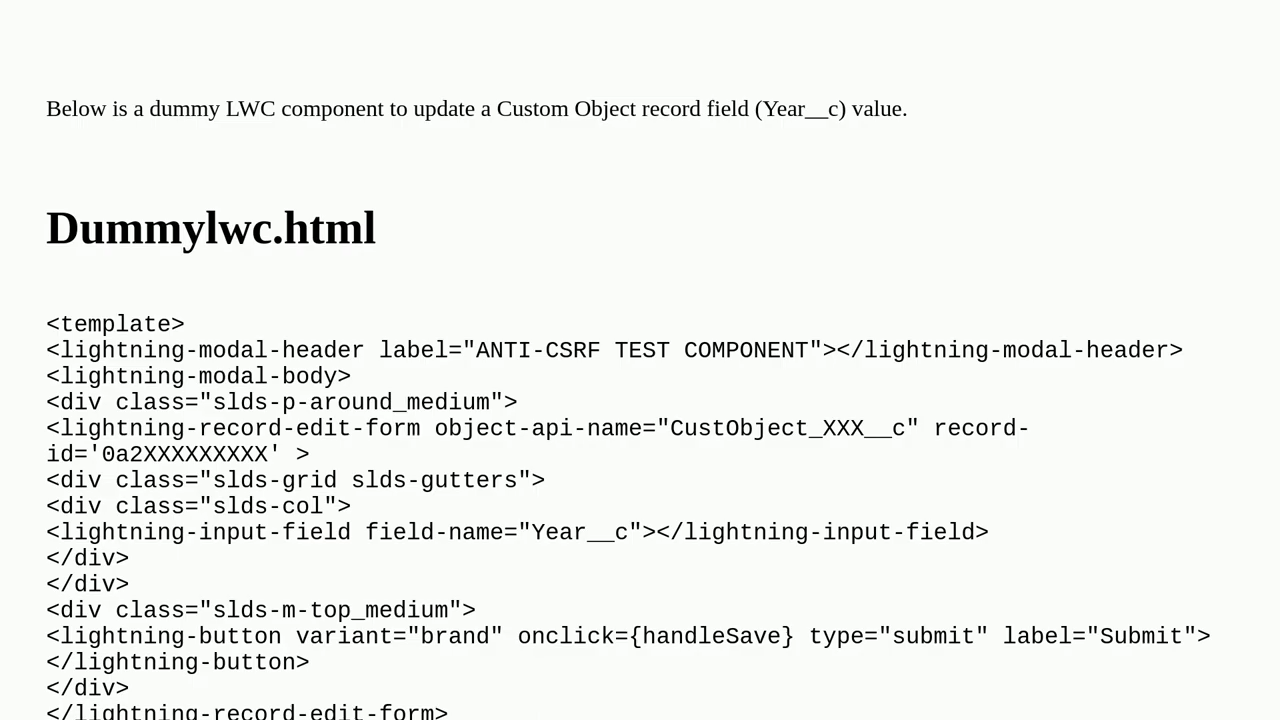 Below is a dummy LWC component to update a Custom Object record field (Year__c) value.
Dummylwc.html
<template>
<lightning-modal-header label="ANTI-CSRF TEST COMPONENT"></lightning-modal-header>
<lightning-modal-body>
<div class="slds-p-around_medium">
<lightning-record-edit-form object-api-name="CustObject_XXX__c" record-
id='0a2XXXXXXXXX' >
<div class="slds-grid slds-gutters">
<div class="slds-col">
<lightning-input-field field-name="Year__c"></lightning-input-field>
</div>
</div>
<div class="slds-m-top_medium">
<lightning-button variant="brand" onclick={handleSave} type="submit" label="Submit">
</lightning-button>
</div>
</lightning-record-edit-form>